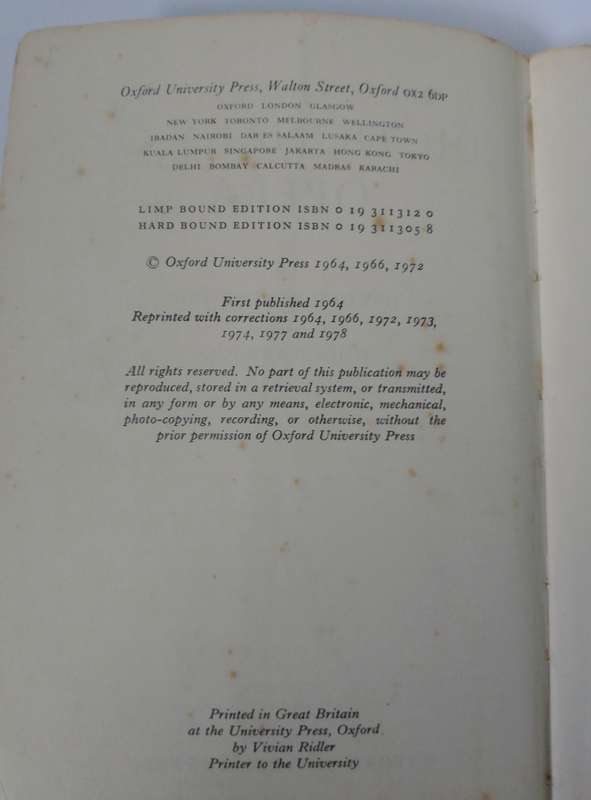 Oxford University Press, Walton Street, Oxford OX2 6DP
OXFORD LONDON GLASGOW
NEW YORK TORONTO MELBOURNE WELLINGTON
IBADAN NAIROBI DAR ES SALAAM LUSAKA CAPE TOWN
KUALA LUMPUR SINGAPORE JAKARTA HONG KONG TOKYO
DELHI BOMBAY CALCUTTA MADRAS KARACHI
LIMP BOUND EDITION ISBN 0 19 311312 0
HARD BOUND EDITION ISBN 0 19 311305 8
© Oxford University Press 1964, 1966, 1972
First published 1964
Reprinted with corrections 1964, 1966, 1972, 1973,
1974, 1977 and 1978
All rights reserved. No part of this publication may be
reproduced, stored in a retrieval system, or transmitted,
in any form or by any means, electronic, mechanical,
photo-copying, recording, or otherwise, without the
prior permission of Oxford University Press
Printed in Great Britain
at the University Press, Oxford
by Vivian Ridler
Printer to the University